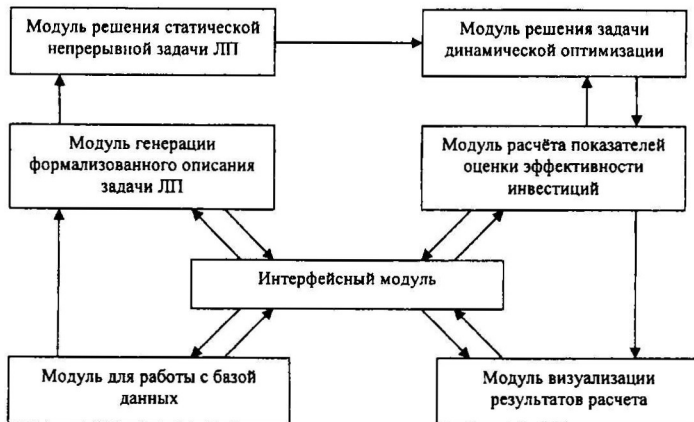 Модуль решения статической
непрерывной задачи ЛП
Модуль решения задачи
динамической оптимизации
Модуль генерации
формализованного описания
задачи ЛП
Модуль расчёта показателей
оценки эффективности
инвестиций
Интерфейсный модуль
Модуль для работы с базой
данных
Модуль визуализации
результатов расчета